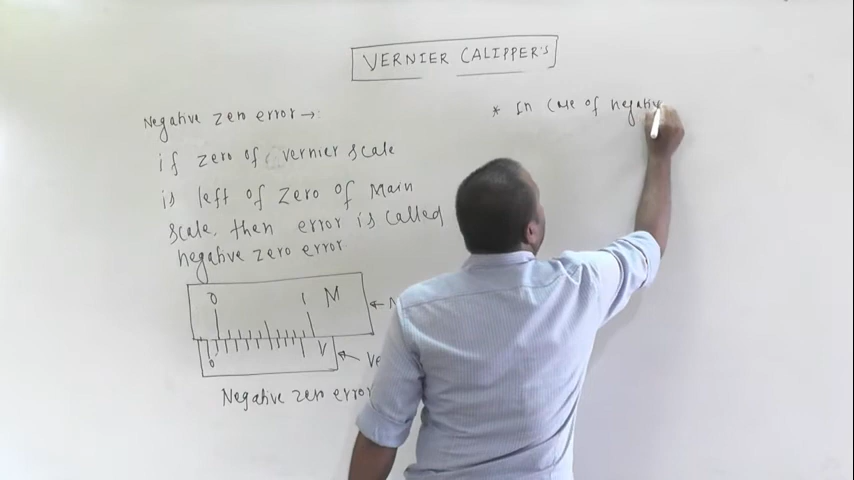 VERNIER CALIPPER'S
Negative zero error →:
if zero of vernier scale
is left of zero of Main
scale, then error is called
negative zero error.
0 1 M
0 1 V
Negative zero error
* In case of negative